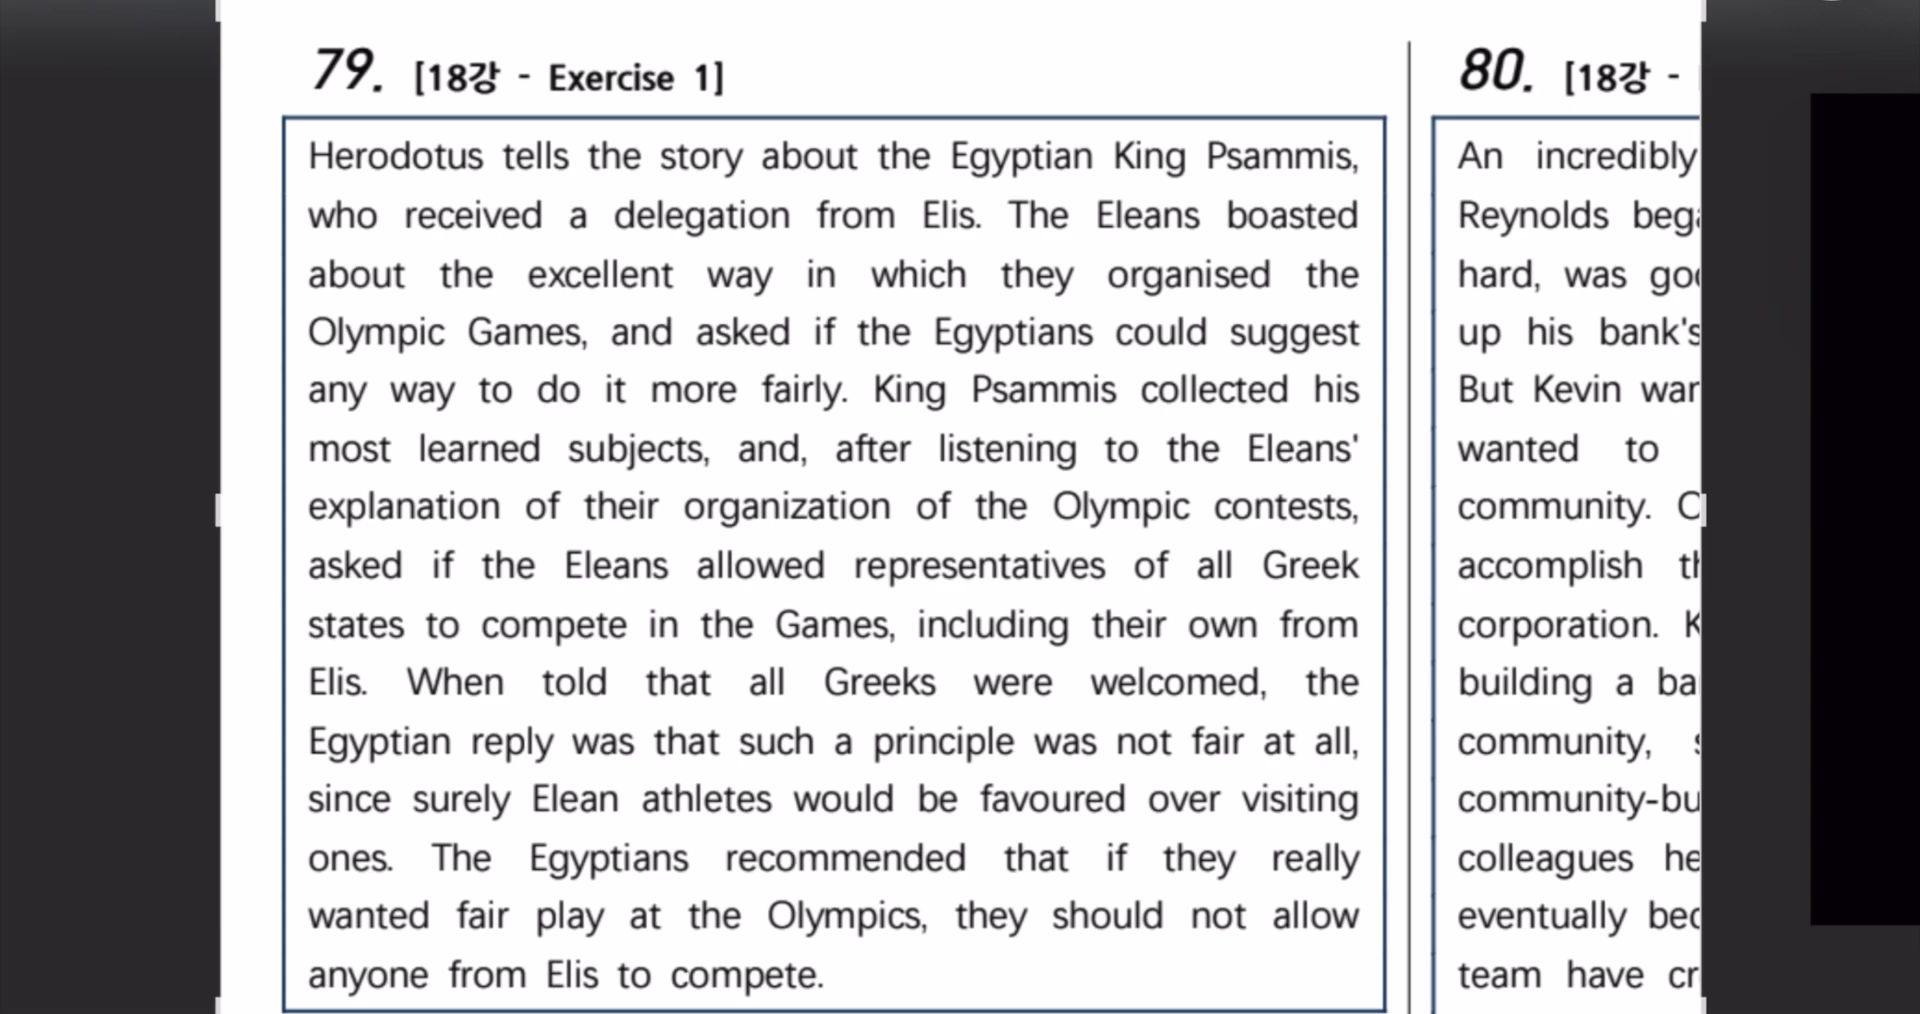 79. [18강 - Exercise 1]
Herodotus tells the story about the Egyptian King Psammis,
who received a delegation from Elis. The Eleans boasted
about the excellent way in which they organised the
Olympic Games, and asked if the Egyptians could suggest
any way to do it more fairly. King Psammis collected his
most learned subjects, and, after listening to the Eleans'
explanation of their organization of the Olympic contests,
asked if the Eleans allowed representatives of all Greek
states to compete in the Games, including their own from
Elis. When told that all Greeks were welcomed, the
Egyptian reply was that such a principle was not fair at all,
since surely Elean athletes would be favoured over visiting
ones. The Egyptians recommended that if they really
wanted fair play at the Olympics, they should not allow
anyone from Elis to compete.
80. [18강 -
An incredibly
Reynolds
hard, was
up his bank's
But Kevin
wanted to
community.
accomplish
corporation.
building a
community,
colleagues
eventually
team have